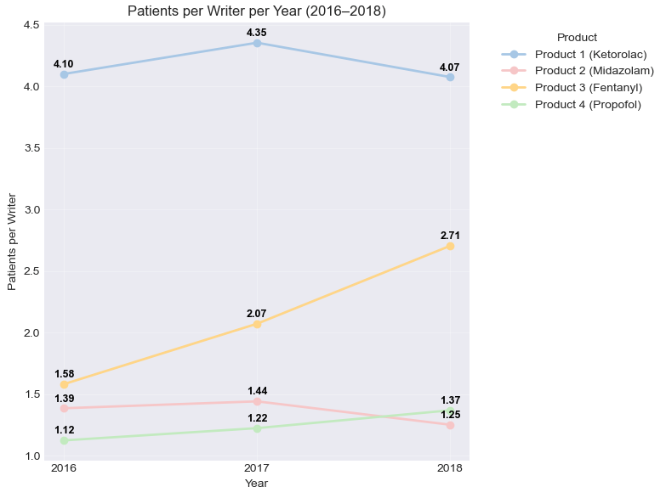 Patients per Writer per Year (2016–2018)
Product
Product 1 (Ketorolac)
Product 2 (Midazolam)
Product 3 (Fentanyl)
Product 4 (Propofol)
Patients per Writer
4.5
4.0
3.5
3.0
2.5
2.0
1.5
1.0
4.10
4.35
4.07
1.58
2.07
2.71
1.39
1.44
1.25
1.12
1.22
1.37
2016
2017
2018
Year